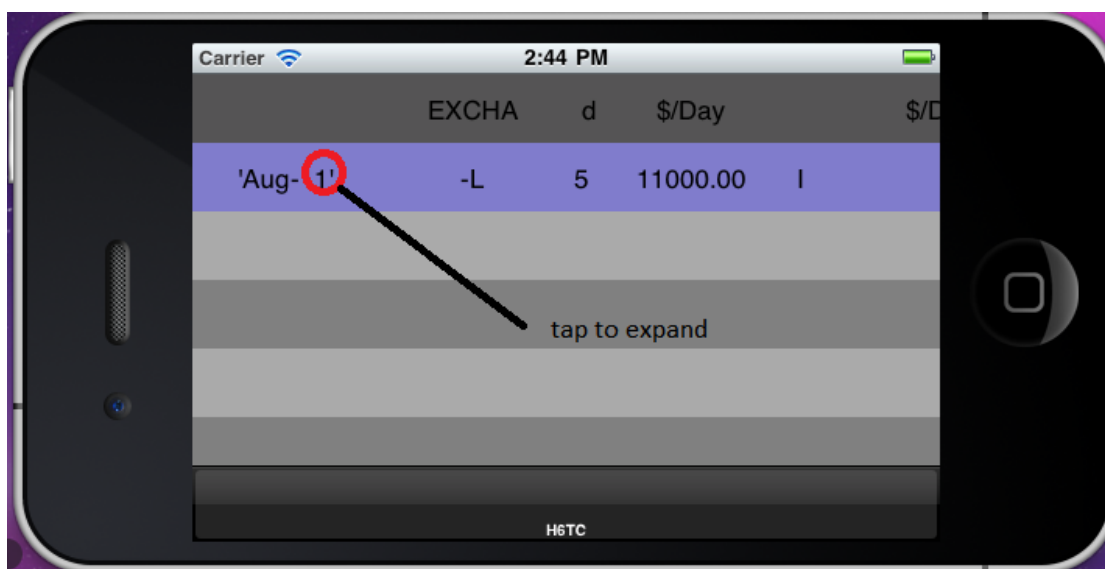 Carrier 2:44 PM
EXCHA d $/Day $/D
'Aug- 1' -L 5 11000.00 I
tap to expand
H6TC